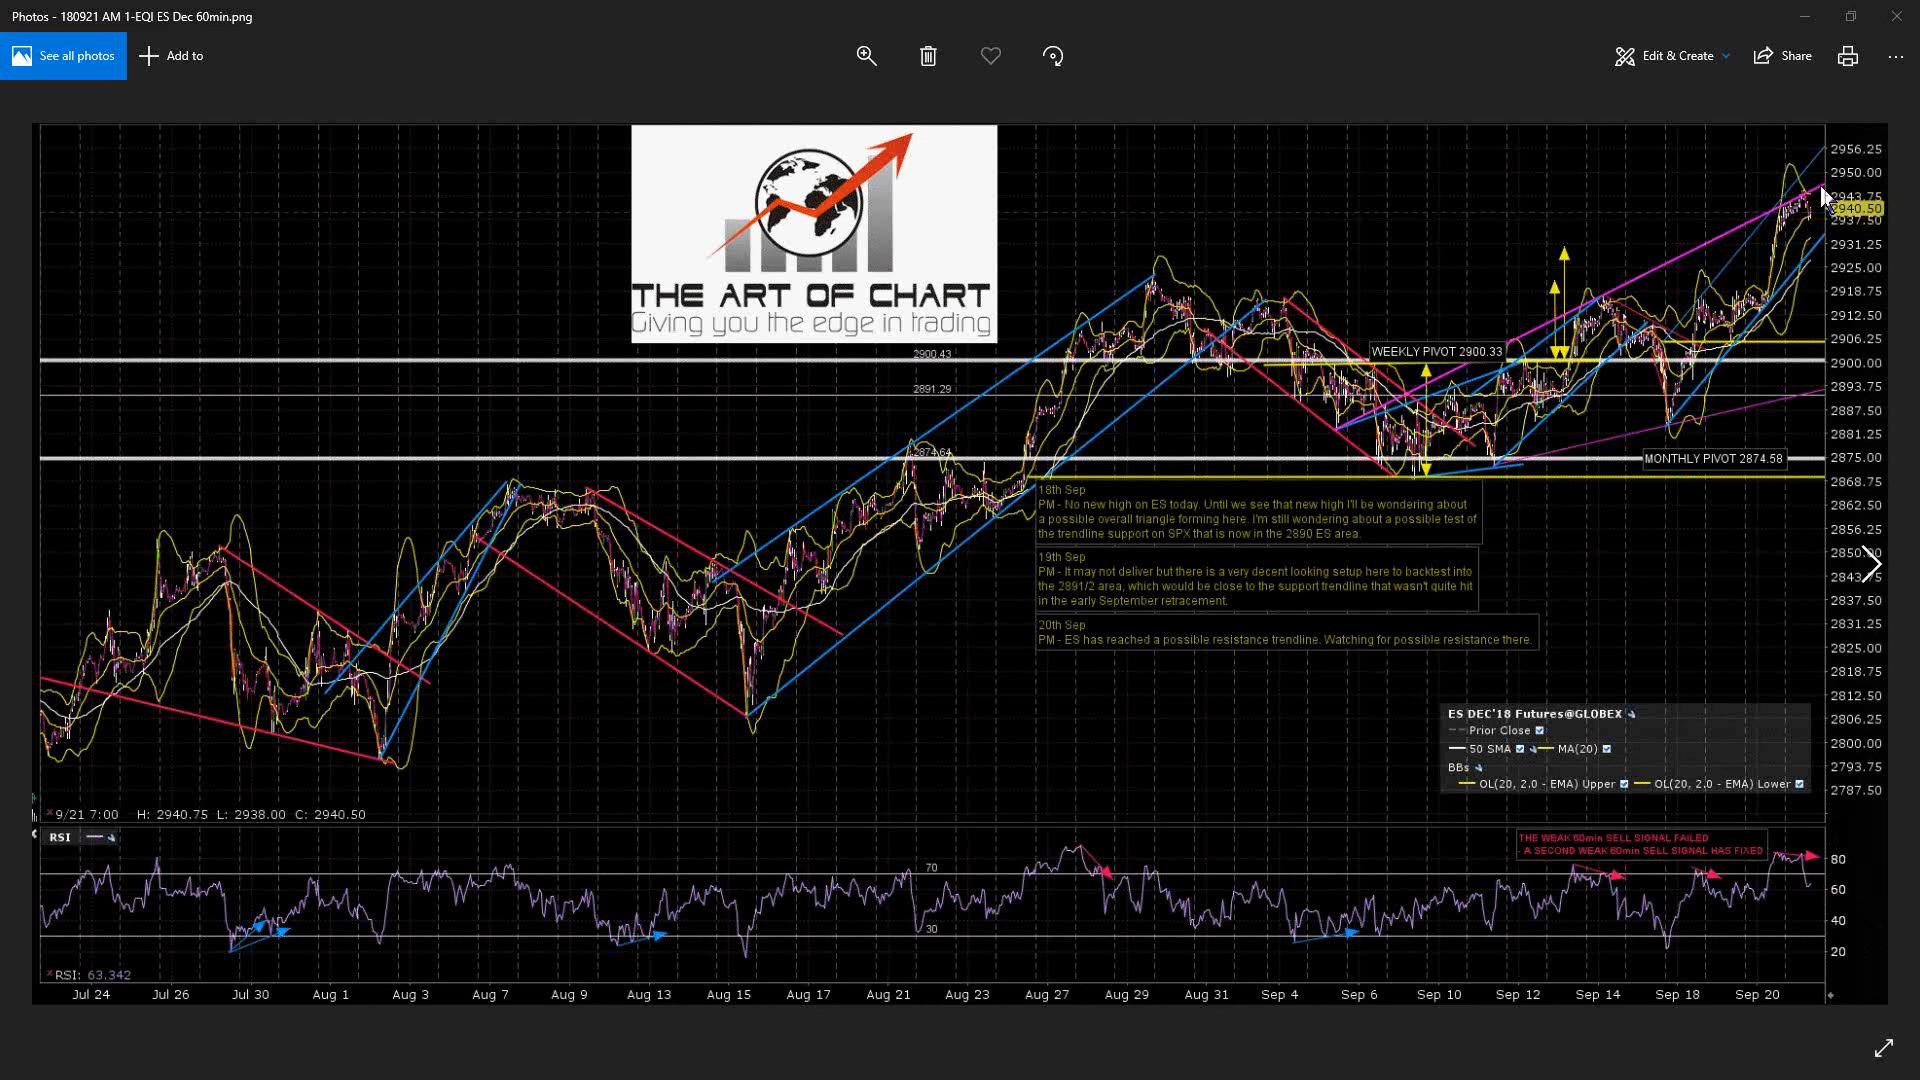 Photos - 180921 AM 1-EQI ES Dec 60min.png
See all photos
Add to
Edit & Create
Share
THE ART OF CHART
Giving you the edge in trading
2956.25
2950.00
2943.75
2940.50
2937.50
2931.25
2925.00
2918.75
2912.50
2906.25
2900.00
2893.75
2887.50
2881.25
2875.00
2868.75
2862.50
2856.25
2850.00
2843.75
2837.50
2831.25
2825.00
2818.75
2812.50
2806.25
2800.00
2793.75
2787.50
2900.43
WEEKLY PIVOT 2900.33
2891.29
2874.64
MONTHLY PIVOT 2874.58
18th Sep
PM - No new high on ES today. Until we see that new high I'll be wondering about
a possible overall triangle forming here. I'm still wondering about a possible test of
the trendline support on SPX that is now in the 2890 ES area.
19th Sep
PM - It may not deliver but there is a very decent looking setup here to backtest into
the 2891/2 area, which would be close to the support trendline that wasn't quite hit
in the early September retracement.
20th Sep
PM - ES has reached a possible resistance trendline. Watching for possible resistance there.
ES DEC'18 Futures@GLOBEX
Prior Close
50 SMA MA(20)
BBs
OL(20, 2.0 - EMA) Upper OL(20, 2.0 - EMA) Lower
9/21 7:00 H: 2940.75 L: 2938.00 C: 2940.50
RSI
THE WEAK 60min SELL SIGNAL FAILED
- A SECOND WEAK 60min SELL SIGNAL HAS FIXED
70
30
80
60
40
20
RSI: 63.342
Jul 24 Jul 26 Jul 30 Aug 1 Aug 3 Aug 7 Aug 9 Aug 13 Aug 15 Aug 17 Aug 21 Aug 23 Aug 27 Aug 29 Aug 31 Sep 4 Sep 6 Sep 10 Sep 12 Sep 14 Sep 18 Sep 20